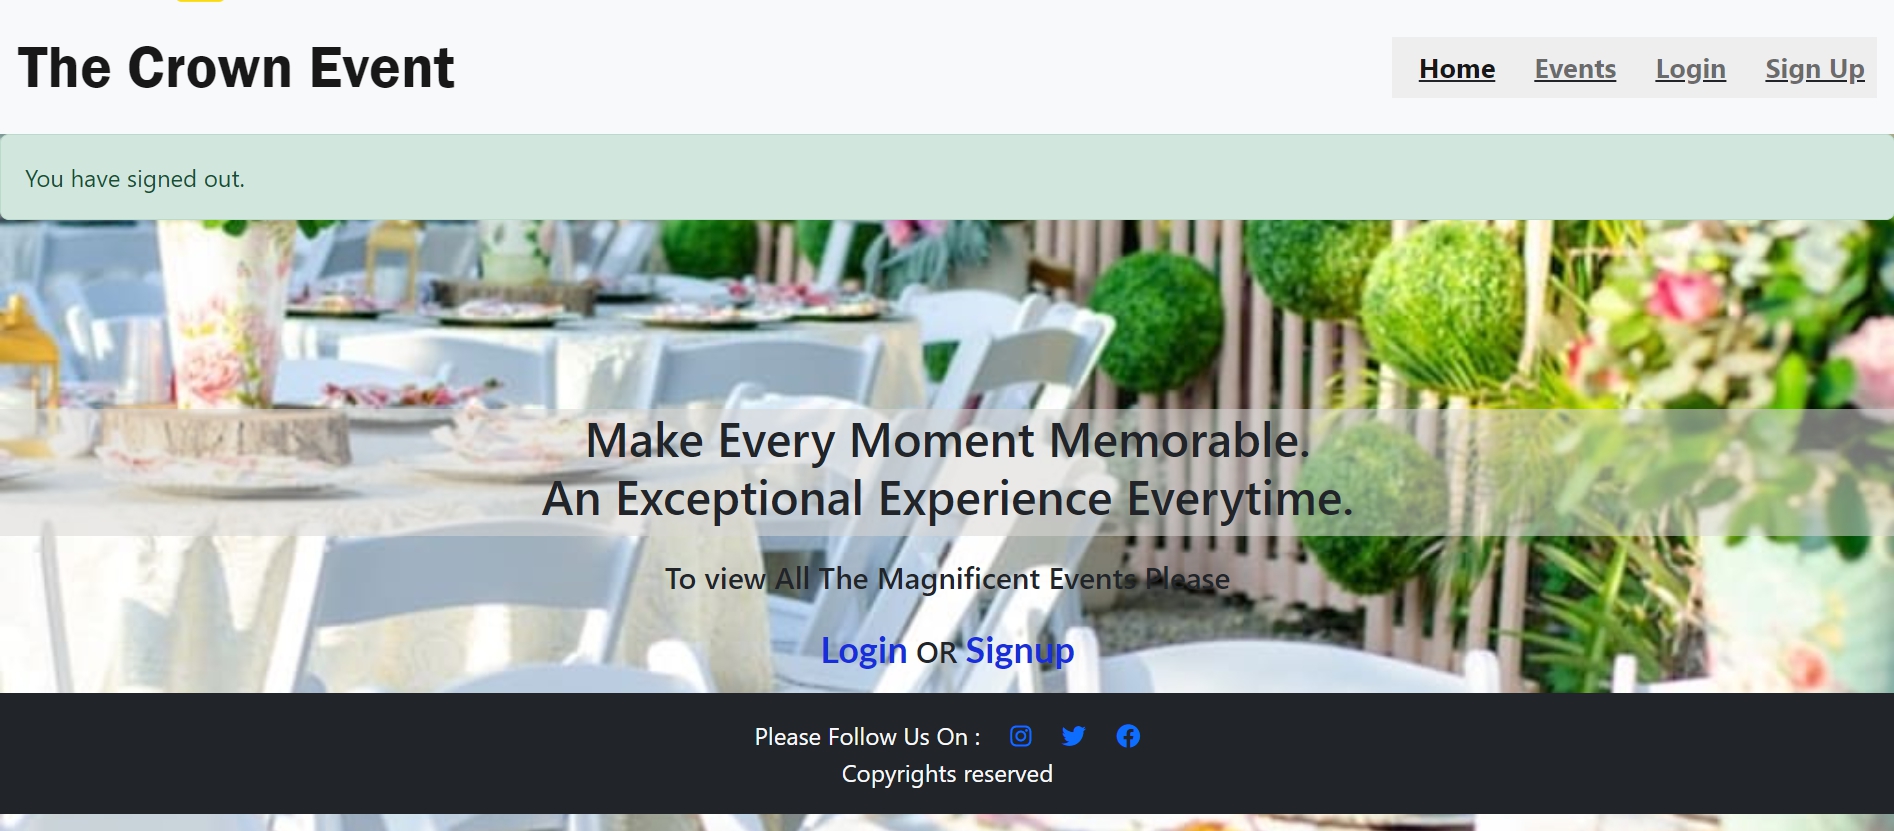 The Crown Event
Home Events Login Sign Up
You have signed out.
Make Every Moment Memorable.
An Exceptional Experience Everytime.
To view All The Magnificent Events Please
Login OR Signup
Please Follow Us On :
Copyrights reserved